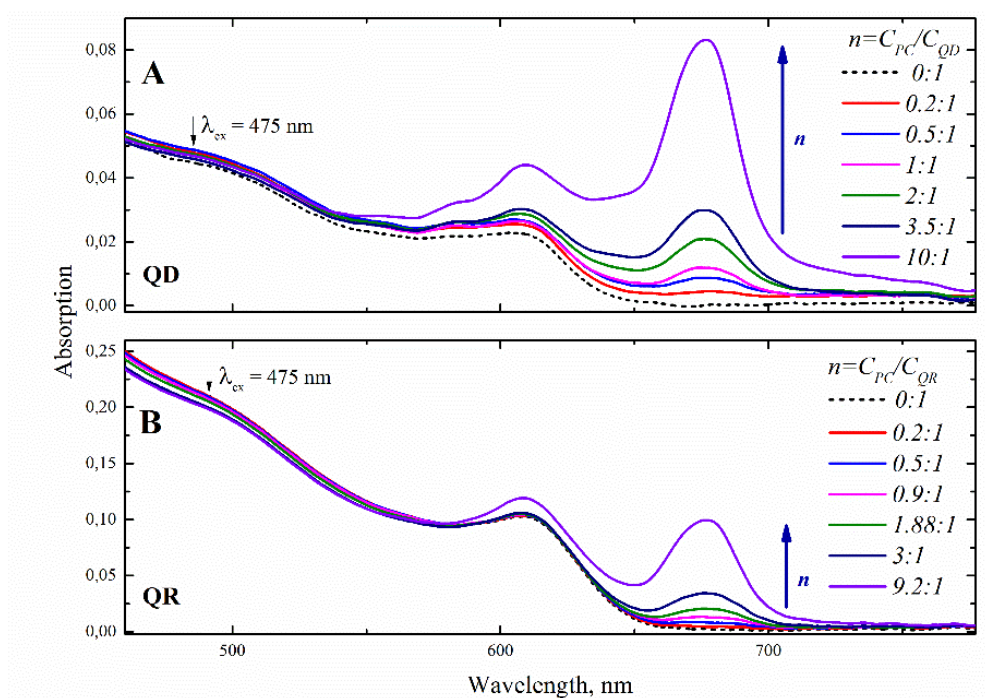 0,08
0,06
0,04
0,02
0,00
A
λex = 475 nm
QD
n=CPC/CQD
0:1
0.2:1
0.5:1
1:1
2:1
3.5:1
10:1
n
Absorption
0,25
0,20
0,15
0,10
0,05
0,00
λex = 475 nm
B
QR
n=CPC/CQR
0:1
0.2:1
0.5:1
0.9:1
1.88:1
3:1
9.2:1
n
500
600
700
Wavelength, nm